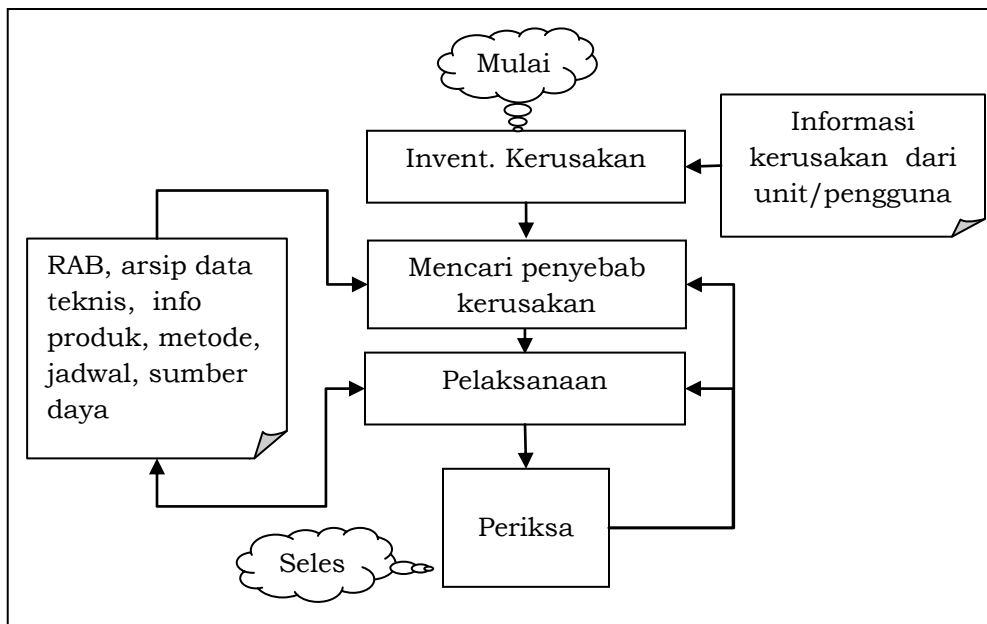 Mulai
Invent. Kerusakan
Informasi
kerusakan dari
unit/pengguna
RAB, arsip data
teknis, info
produk, metode,
jadwal, sumber
daya
Mencari penyebab
kerusakan
Pelaksanaan
Periksa
Seles